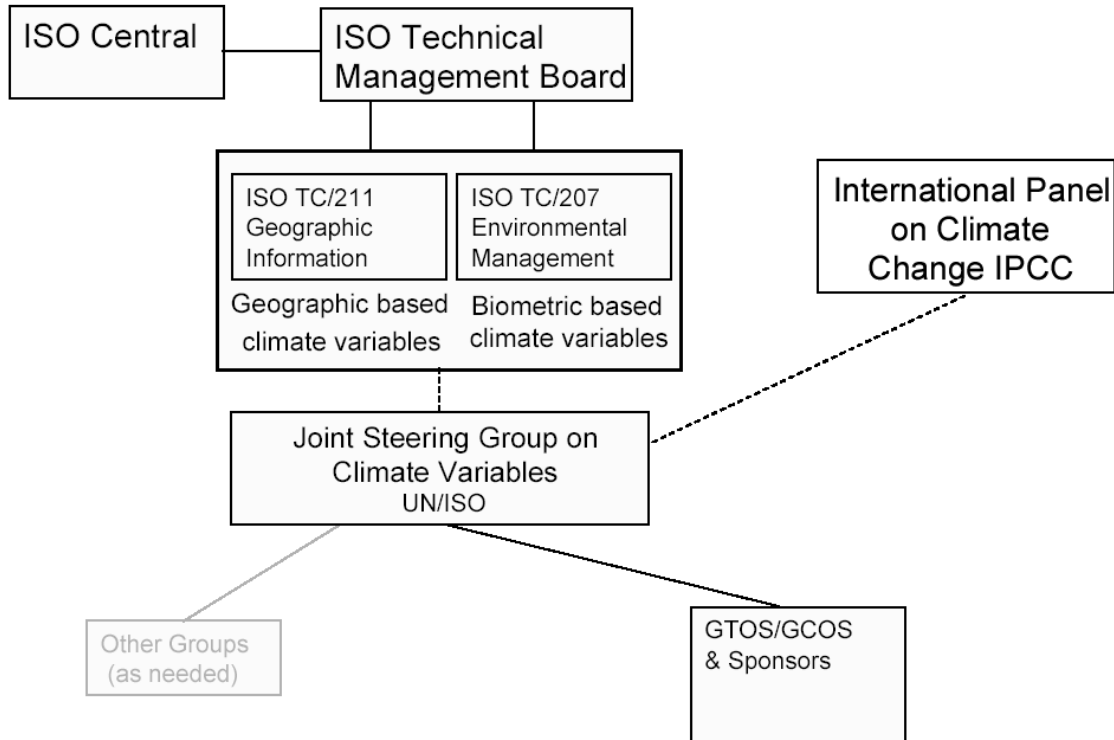 ISO Central
ISO Technical
Management Board
ISO TC/211
Geographic
Information
ISO TC/207
Environmental
Management
Geographic based
climate variables
Biometric based
climate variables
International Panel
on Climate
Change IPCC
Joint Steering Group on
Climate Variables
UN/ISO
Other Groups
(as needed)
GTOS/GCOS
& Sponsors